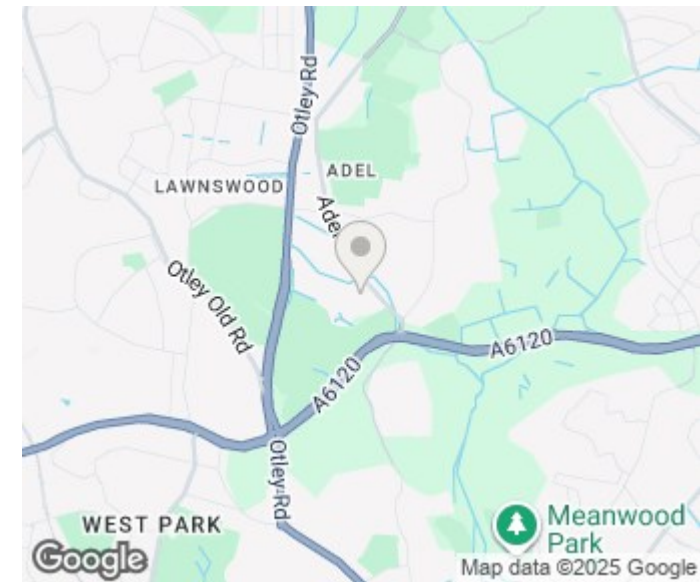 Otley Rd
ADEL
LAWNSWOOD
Adel
Otley Old Rd
A6120
A6120
Otley Rd
WEST PARK
Meanwood
Park
Google
Map data ©2025 Google